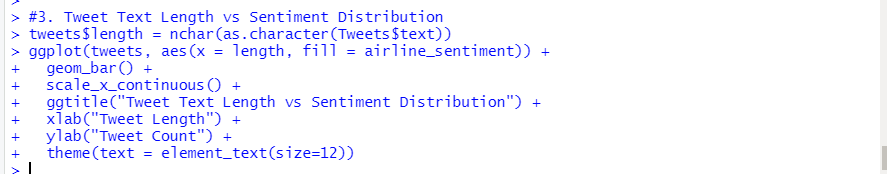 >
> #3. Tweet Text Length vs Sentiment Distribution
> tweets$length = nchar(as.character(Tweets$text))
> ggplot(tweets, aes(x = length, fill = airline_sentiment)) +
+   geom_bar() +
+   scale_x_continuous() +
+   ggtitle("Tweet Text Length vs Sentiment Distribution") +
+   xlab("Tweet Length") +
+   ylab("Tweet Count") +
+   theme(text = element_text(size=12))
>